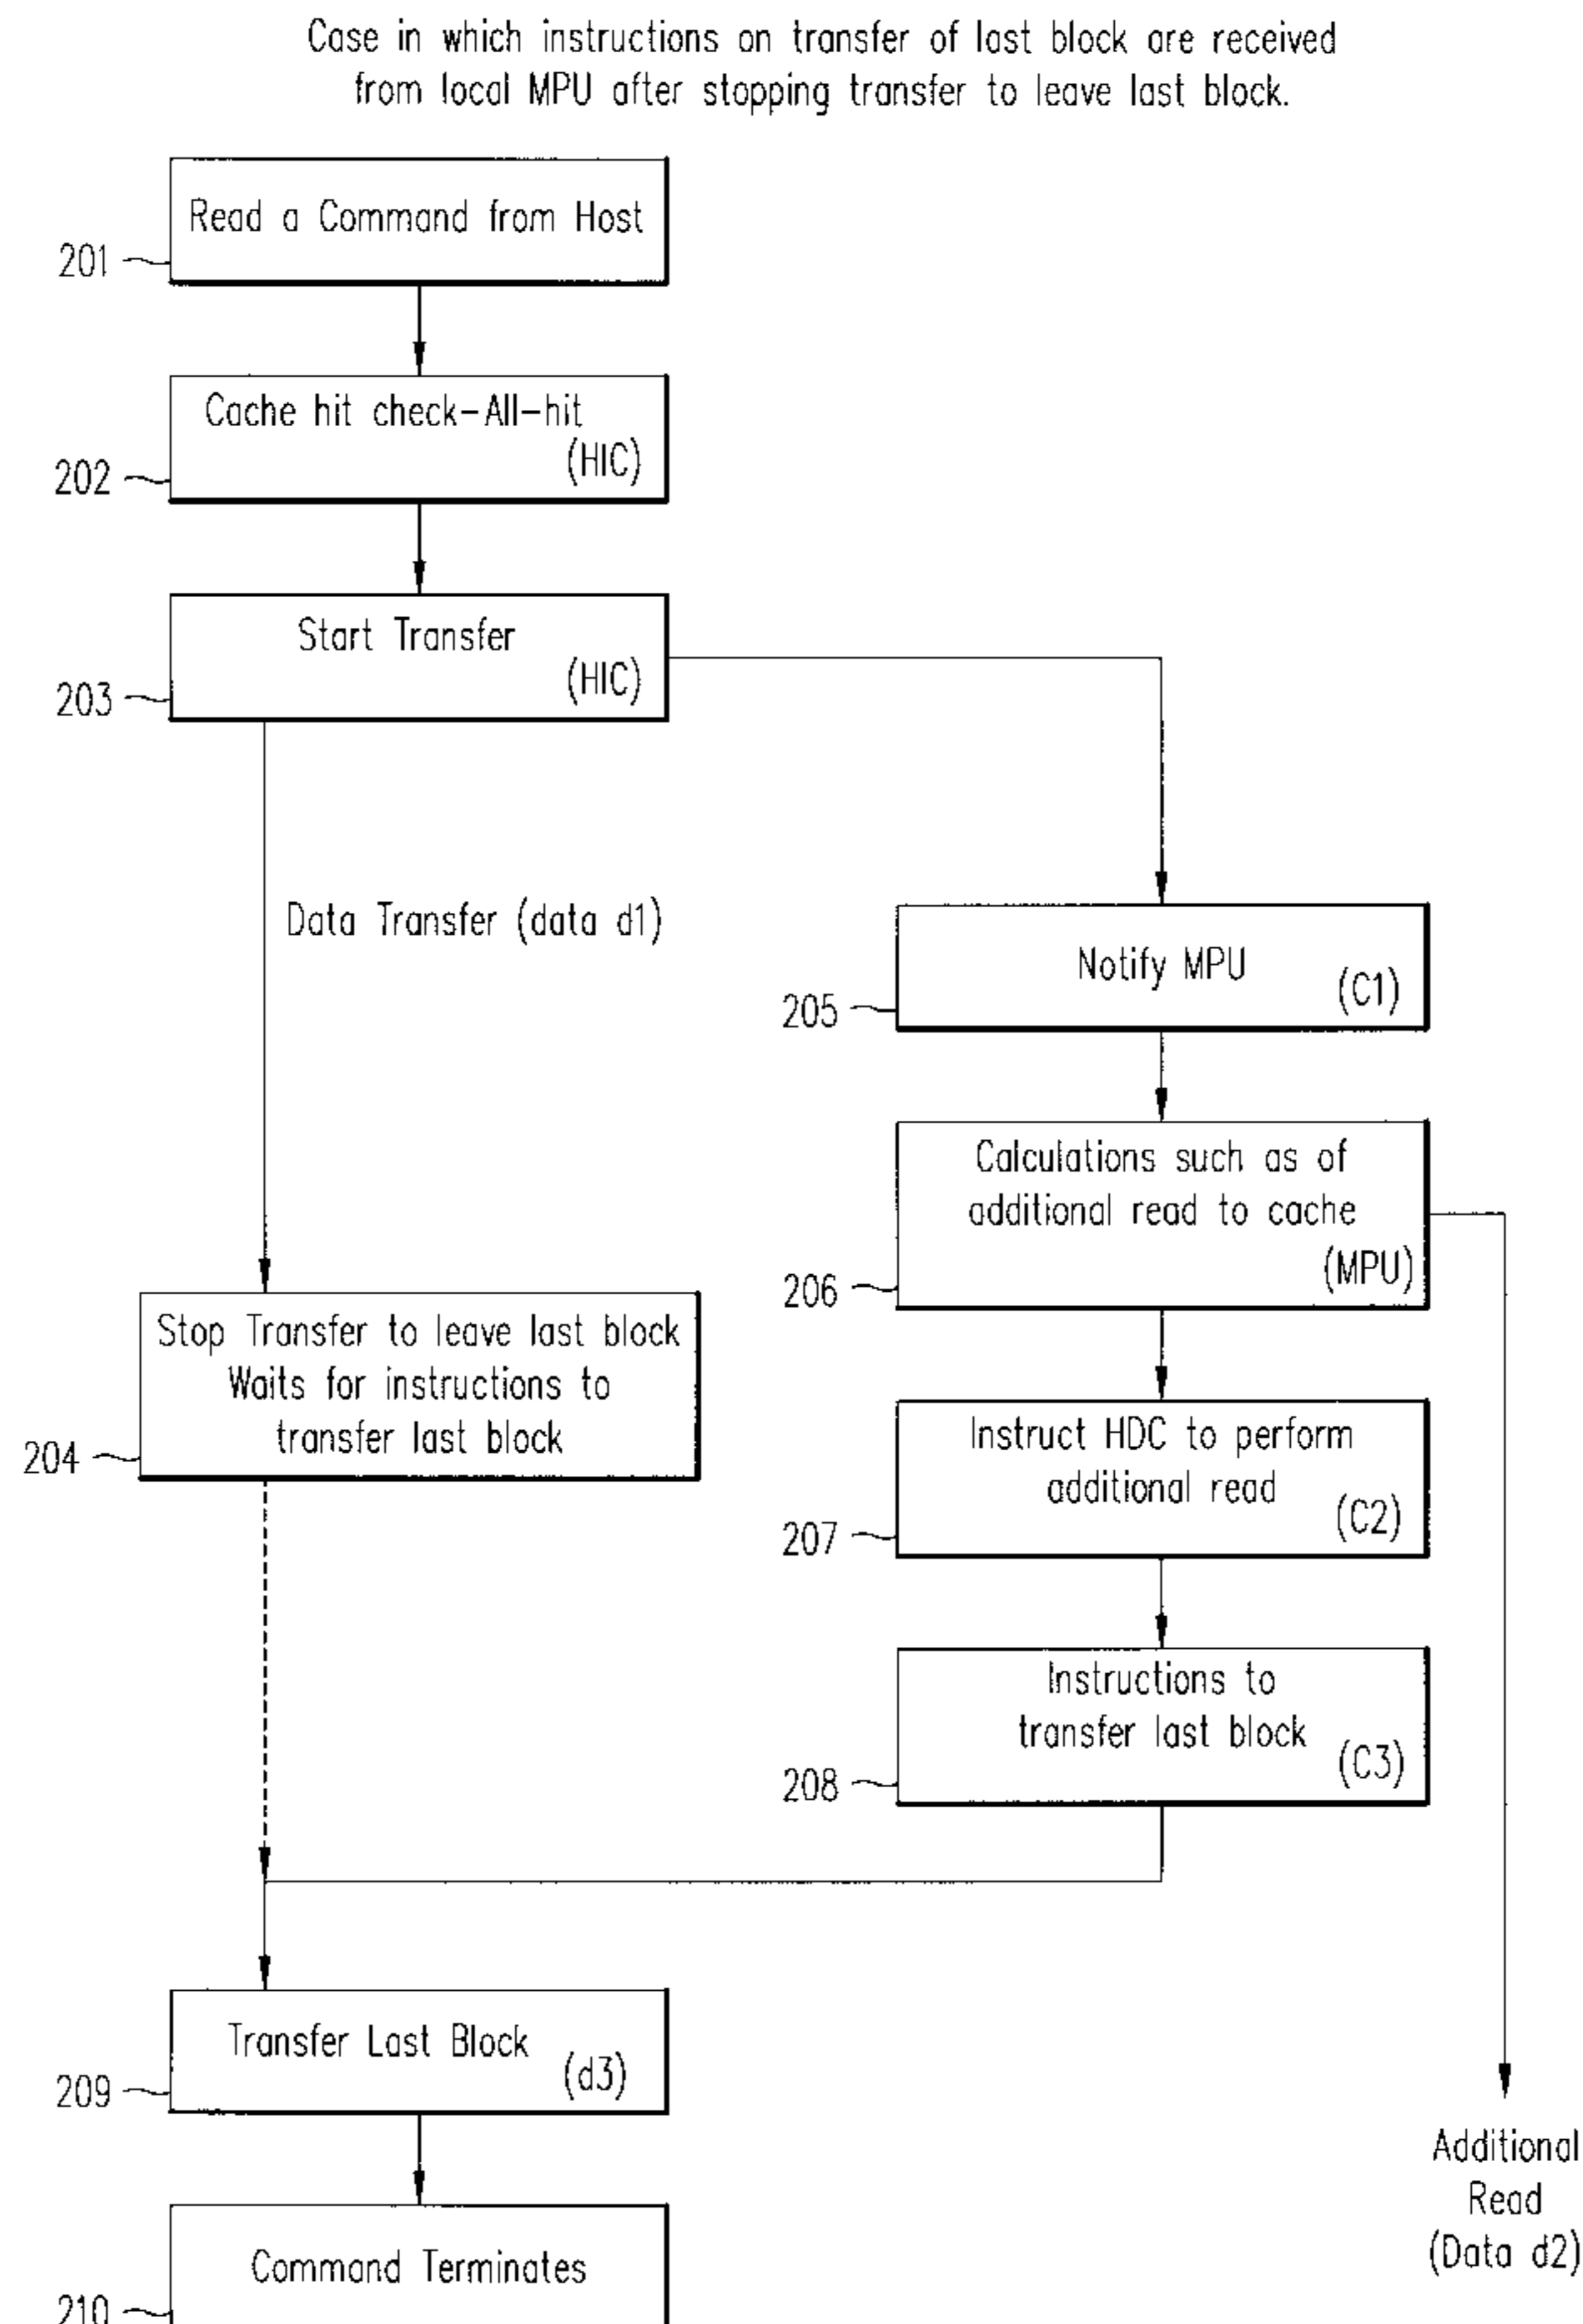 Case in which instructions on transfer of last block are received
from local MPU after stopping transfer to leave last block.
Read a Command from Host
201
Cache hit check-All-hit
(HIC)
202
Start Transfer
(HIC)
203
Data Transfer (data d1)
Notify MPU
(C1)
205
Calculations such as of
additional read to cache
(MPU)
206
Stop Transfer to leave last block
Waits for instructions to
transfer last block
204
Instruct HDC to perform
additional read
(C2)
207
Instructions to
transfer last block
(C3)
208
Transfer Last Block
(d3)
209
Additional
Read
(Data d2)
Command Terminates
210